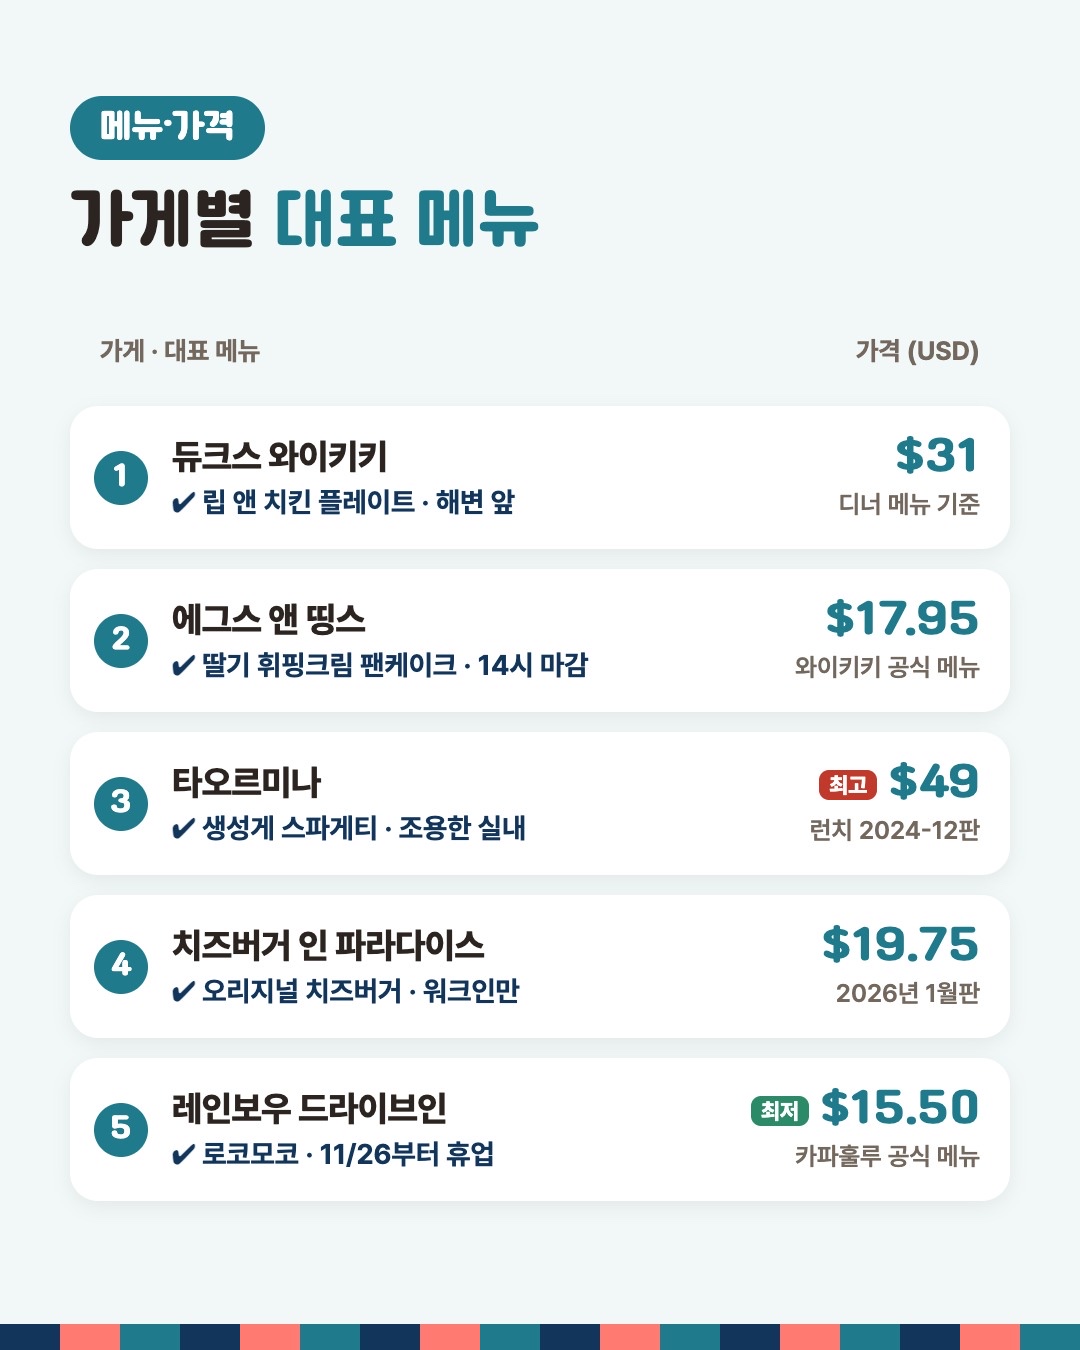 메뉴·가격
가게별 대표 메뉴
가게 · 대표 메뉴
가격 (USD)
1
듀크스 와이키키
✔ 립 앤 치킨 플레이트 · 해변 앞
$31
디너 메뉴 기준
2
에그스 앤 띵스
✔ 딸기 휘핑크림 팬케이크 · 14시 마감
$17.95
와이키키 공식 메뉴
3
타오르미나
✔ 생성게 스파게티 · 조용한 실내
최고 $49
런치 2024-12판
4
치즈버거 인 파라다이스
✔ 오리지널 치즈버거 · 워크인만
$19.75
2026년 1월판
5
레인보우 드라이브인
✔ 로코모코 · 11/26부터 휴업
최저 $15.50
카파훌루 공식 메뉴